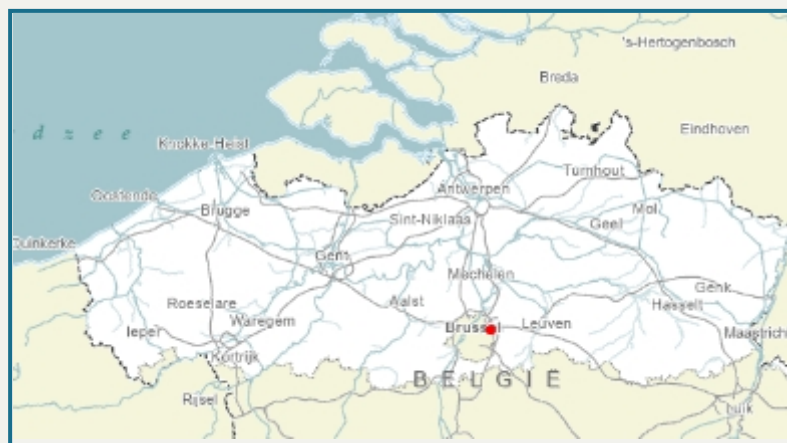 's-Hertogenbosch
Breda
d z e e
Eindhoven
Knokke-Heist
Turnhout
Antwerpen
Oostende
Mol
Brugge
Sint-Niklaas
Geel
Duinkerke
Gent
Mechelen
Genk
Roeselare
Aalst
Hasselt
Waregem
Brussel
Leuven
Ieper
Maastrich
Kortrijk
BELGIË
Rijsel
Luik